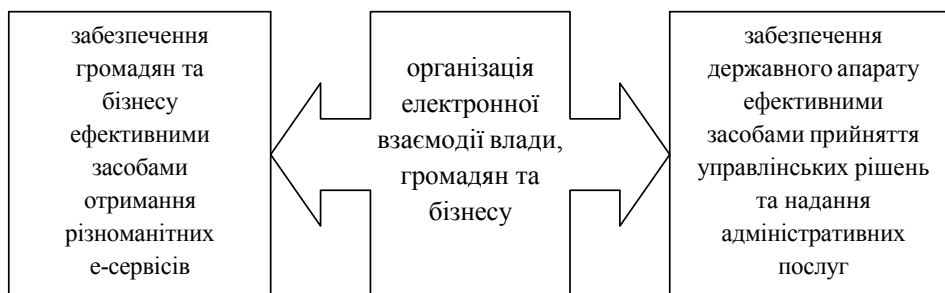 забезпечення
громадян та
бізнесу
ефективними
засобами
отримання
різноманітних
е-сервісів
організація
електронної
взаємодії влади,
громадян та
бізнесу
забезпечення
державного апарату
ефективними
засобами прийняття
управлінських рішень
та надання
адміністративних
послуг